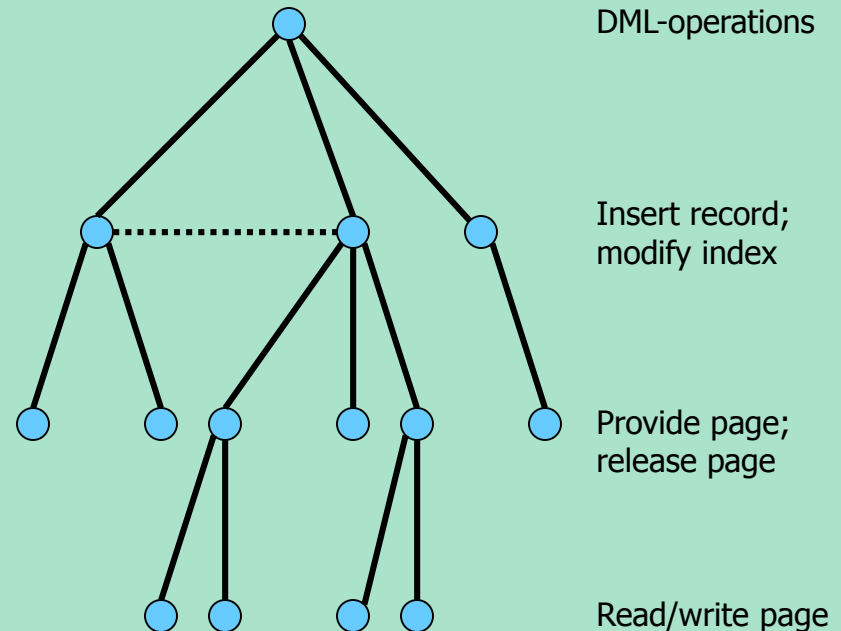 DML-operations
Insert record;
modify index
Provide page;
release page
Read/write page